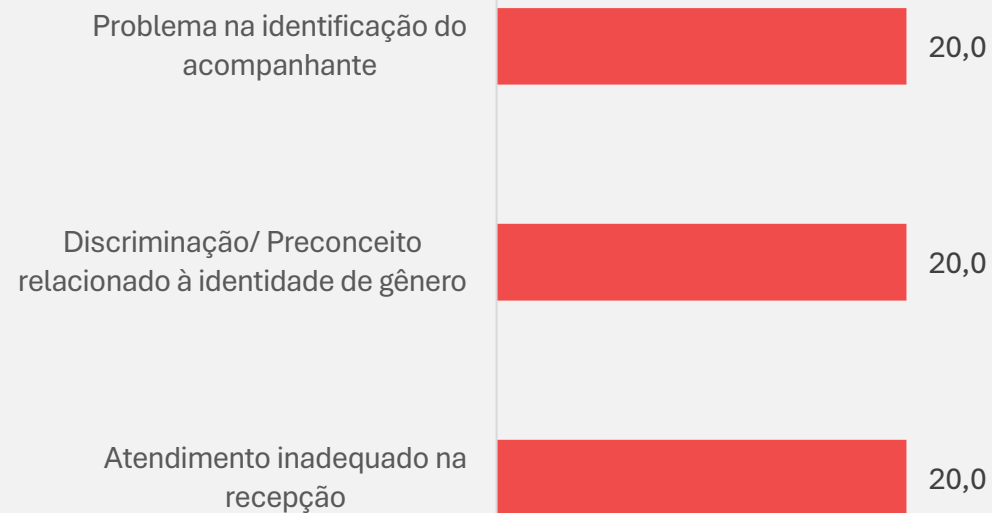 Problema na identificação do
acompanhante
20,0
Discriminação/ Preconceito
relacionado à identidade de gênero
20,0
Atendimento inadequado na
recepção
20,0